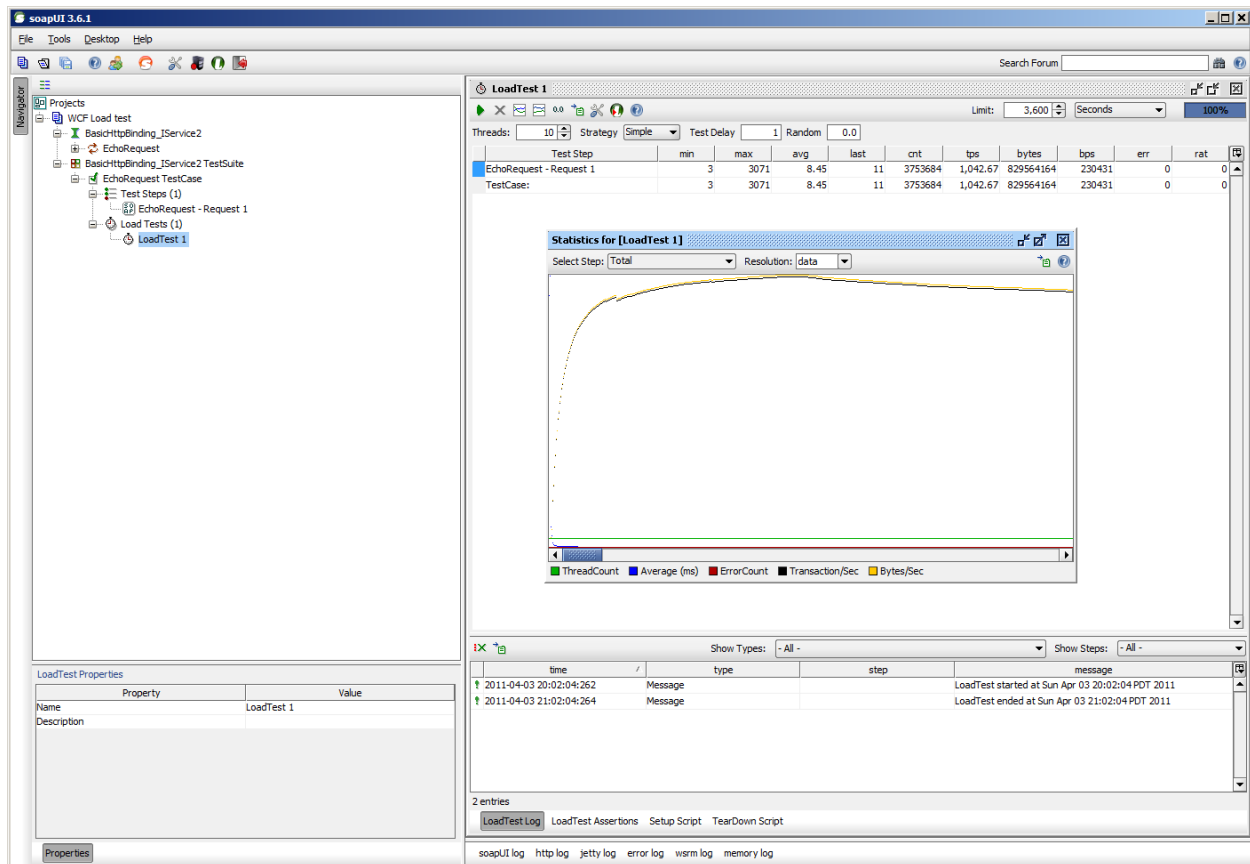 soapUI 3.6.1
File Tools Desktop Help
Search Forum
Navigator
Projects
WCF Load test
BasicHttpBinding_IService2
EchoRequest
BasicHttpBinding_IService2 TestSuite
EchoRequest TestCase
Test Steps (1)
EchoRequest - Request 1
Load Tests (1)
LoadTest 1
LoadTest Properties
Property Value
Name LoadTest 1
Description
Properties
LoadTest 1
0.0 Limit: 3,600 Seconds 100%
Threads: 10 Strategy Simple Test Delay 1 Random 0.0
Test Step min max avg last cnt tps bytes bps err rat
EchoRequest - Request 1 3 3071 8.45 11 3753684 1,042.67 829564164 230431 0 0
TestCase: 3 3071 8.45 11 3753684 1,042.67 829564164 230431 0 0
Statistics for [LoadTest 1]
Select Step: Total Resolution: data
ThreadCount Average (ms) ErrorCount Transaction/Sec Bytes/Sec
Show Types: - All - Show Steps: - All -
time type step message
2011-04-03 20:02:04:262 Message LoadTest started at Sun Apr 03 20:02:04 PDT 2011
2011-04-03 21:02:04:264 Message LoadTest ended at Sun Apr 03 21:02:04 PDT 2011
2 entries
LoadTest Log LoadTest Assertions Setup Script TearDown Script
soapUI log http log jetty log error log wsrm log memory log